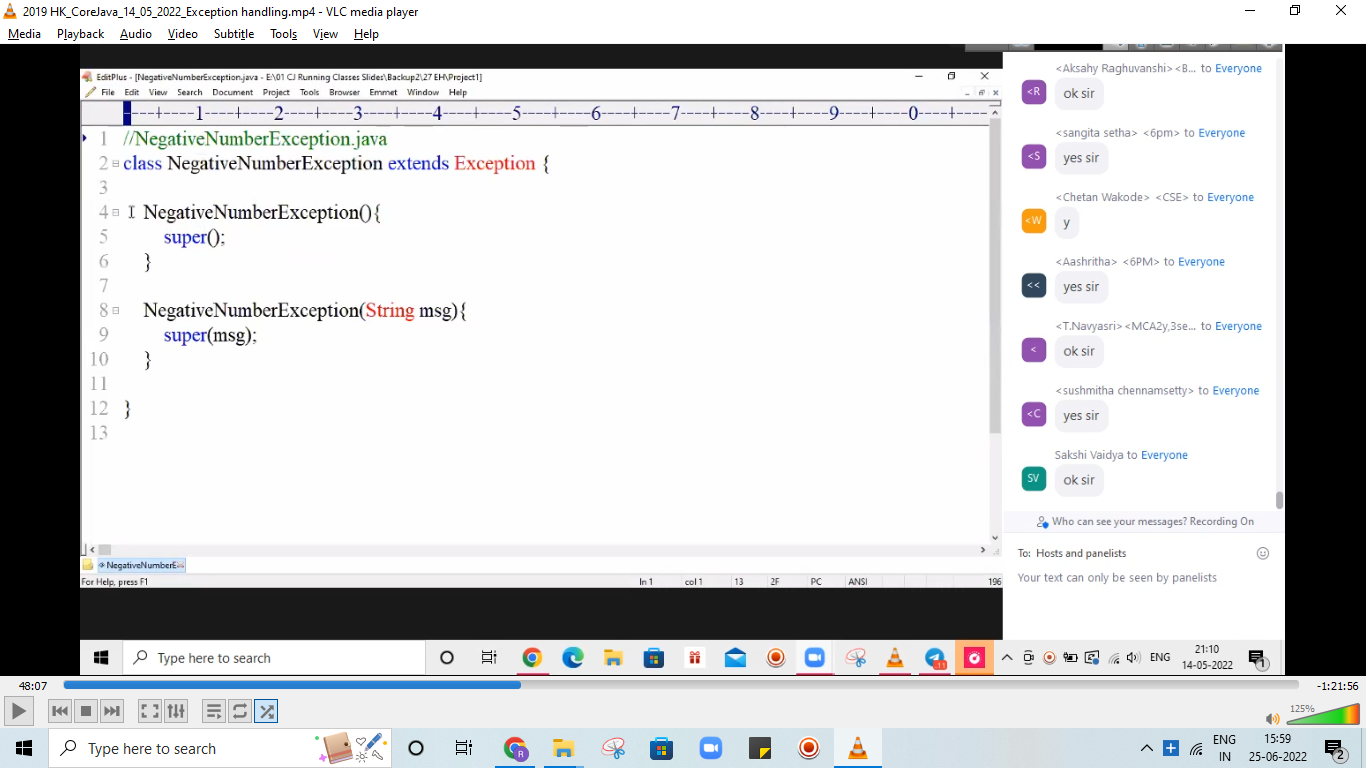 2019 HK_CoreJava_14_05_2022_Exception handling.mp4 - VLC media player
Media Playback Audio Video Subtitle Tools View Help
EditPlus - [NegativeNumberException.java - E:\01 CJ Running Classes Slides\Backup2\27 EH\Project1]
File Edit View Search Document Project Tools Browser Emmet Window Help
----+----1----+----2----+----3----+----4----+----5----+----6----+----7----+----8----+----9----+----0----+----
1 //NegativeNumberException.java
2 class NegativeNumberException extends Exception {
3
4 NegativeNumberException(){
5 super();
6 }
7
8 NegativeNumberException(String msg){
9 super(msg);
10 }
11
12 }
13
NegativeNumberEx
For Help, press F1 ln 1 col 1 13 2F PC ANSI 196
<Aksahy Raghuvanshi><B... to Everyone
<R ok sir
<sangita setha> <6pm> to Everyone
<S yes sir
<Chetan Wakode> <CSE> to Everyone
<W y
<Aashritha> <6PM> to Everyone
<< yes sir
<T.Navyasri><MCA2y,3se... to Everyone
< ok sir
<sushmitha chennamsetty> to Everyone
<C yes sir
Sakshi Vaidya to Everyone
SV ok sir
Who can see your messages? Recording On
To: Hosts and panelists
Your text can only be seen by panelists
Type here to search
11
ENG
21:10
14-05-2022
1
48:07 -1:21:56
125%
Type here to search
R
ENG
IN
15:59
25-06-2022
2